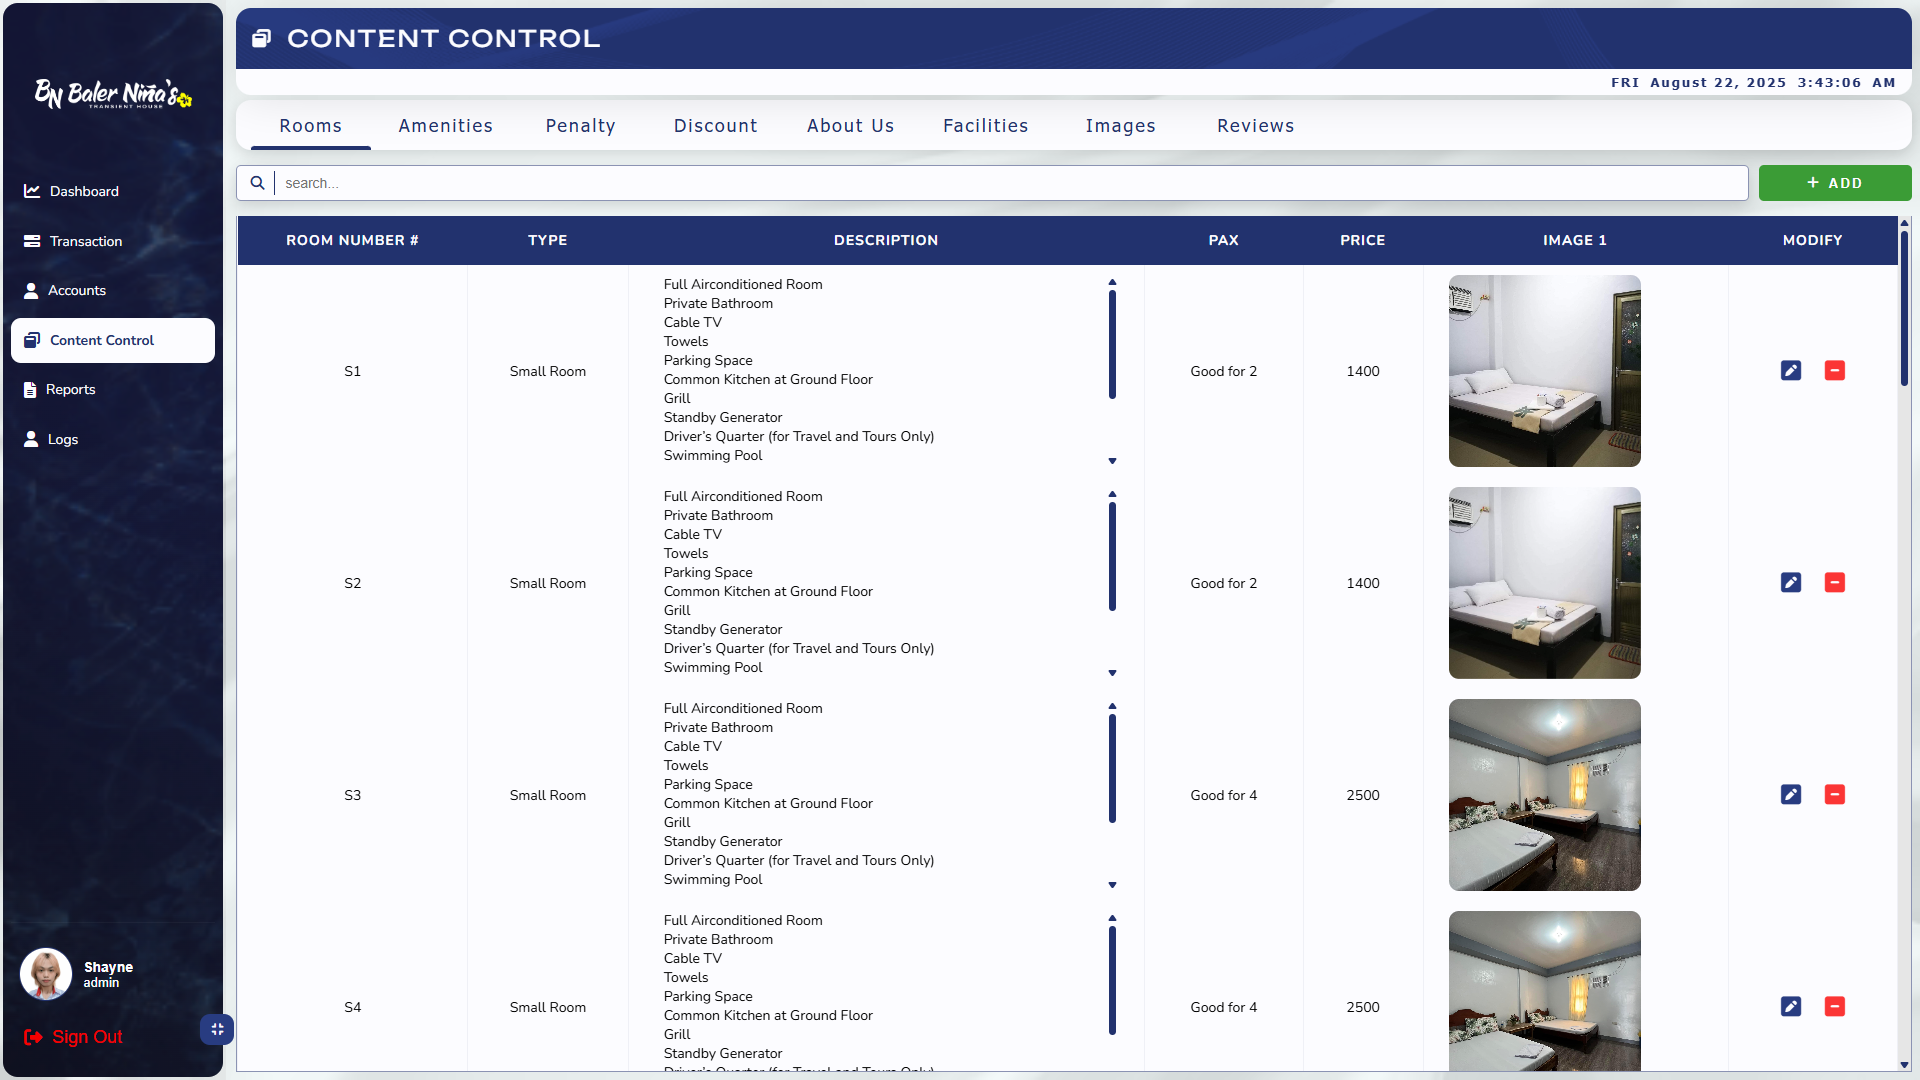 BN Baler Niña's
TRANSIENT HOUSE
Dashboard
Transaction
Accounts
Content Control
Reports
Logs
Shayne
admin
Sign Out
CONTENT CONTROL
FRI August 22, 2025 3:43:06 AM
Rooms Amenities Penalty Discount About Us Facilities Images Reviews
search...
+ ADD
ROOM NUMBER # TYPE DESCRIPTION PAX PRICE IMAGE 1 MODIFY
S1
Small Room
Full Airconditioned Room
Private Bathroom
Cable TV
Towels
Parking Space
Common Kitchen at Ground Floor
Grill
Standby Generator
Driver’s Quarter (for Travel and Tours Only)
Swimming Pool
Good for 2
1400
S2
Small Room
Full Airconditioned Room
Private Bathroom
Cable TV
Towels
Parking Space
Common Kitchen at Ground Floor
Grill
Standby Generator
Driver’s Quarter (for Travel and Tours Only)
Swimming Pool
Good for 2
1400
S3
Small Room
Full Airconditioned Room
Private Bathroom
Cable TV
Towels
Parking Space
Common Kitchen at Ground Floor
Grill
Standby Generator
Driver’s Quarter (for Travel and Tours Only)
Swimming Pool
Good for 4
2500
S4
Small Room
Full Airconditioned Room
Private Bathroom
Cable TV
Towels
Parking Space
Common Kitchen at Ground Floor
Grill
Standby Generator
Driver’s Quarter (for Travel and Tours Only)
Good for 4
2500